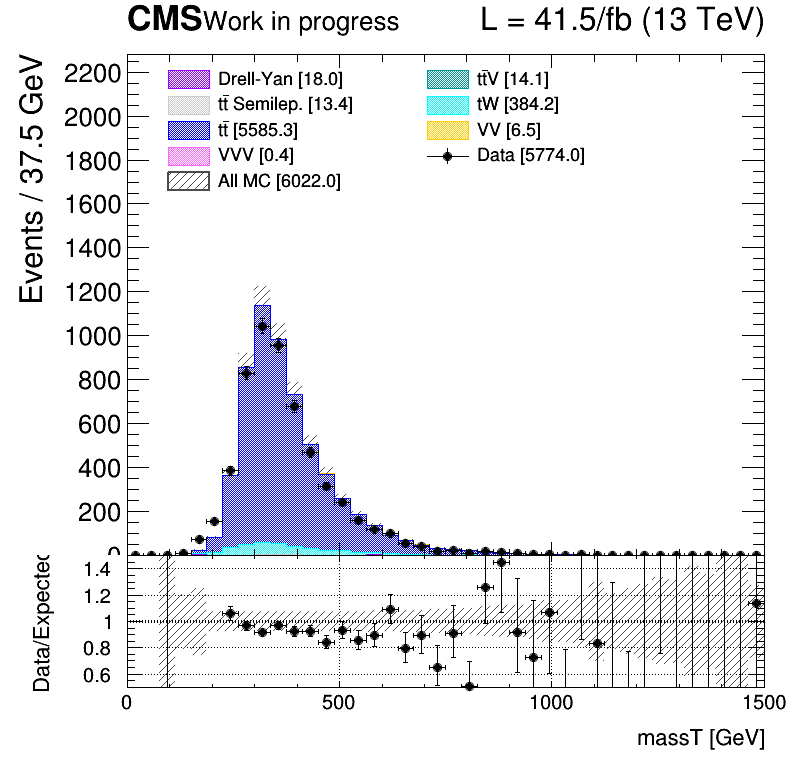 CMS Work in progress L = 41.5/fb (13 TeV)
Events / 37.5 GeV
2200
2000
1800
1600
1400
1200
1000
800
600
400
200
0
Drell-Yan [18.0]
tt̄ Semilep. [13.4]
tt̄ [5585.3]
VVV [0.4]
All MC [6022.0]
tt̄V [14.1]
tW [384.2]
VV [6.5]
Data [5774.0]
Data/Expected
1.4
1.2
1
0.8
0.6
0 500 1000 1500
massT [GeV]